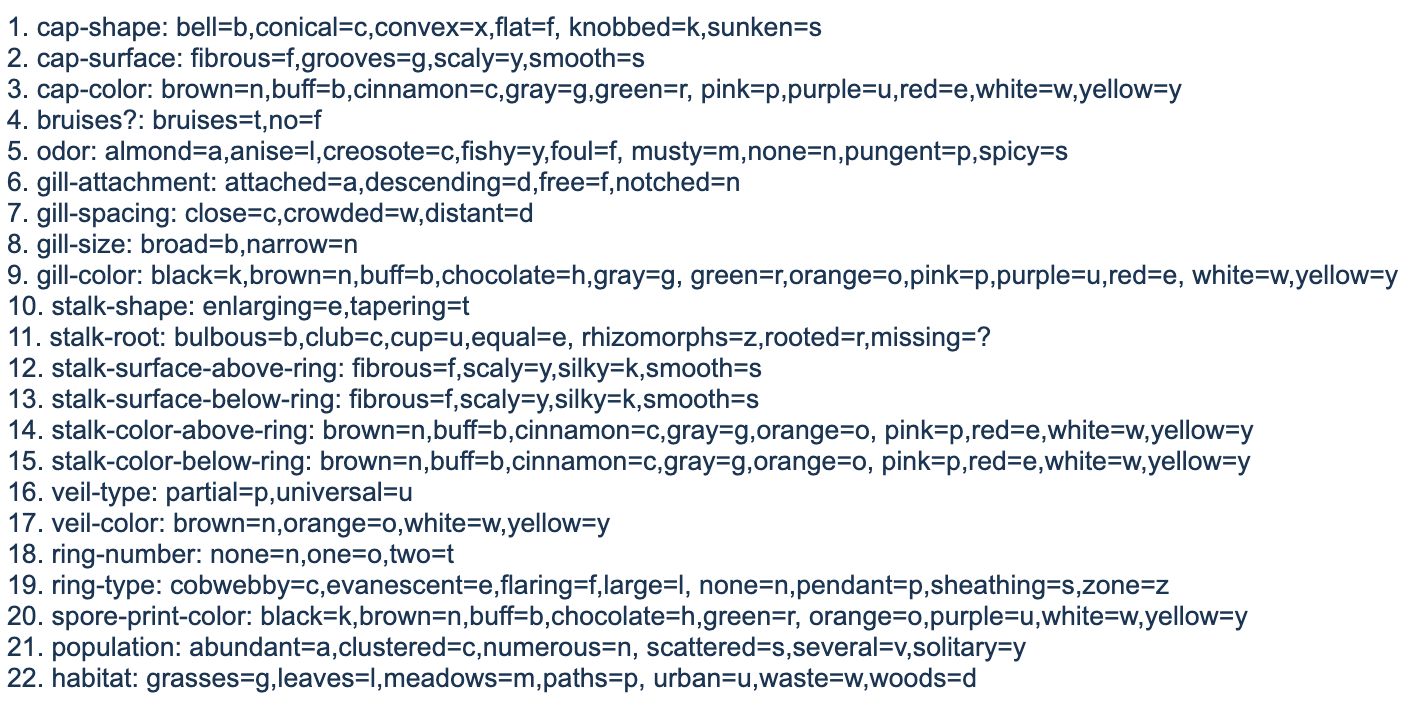 1. cap-shape: bell=b,conical=c,convex=x,flat=f, knobbed=k,sunken=s
2. cap-surface: fibrous=f,grooves=g,scaly=y,smooth=s
3. cap-color: brown=n,buff=b,cinnamon=c,gray=g,green=r, pink=p,purple=u,red=e,white=w,yellow=y
4. bruises?: bruises=t,no=f
5. odor: almond=a,anise=l,creosote=c,fishy=y,foul=f, musty=m,none=n,pungent=p,spicy=s
6. gill-attachment: attached=a,descending=d,free=f,notched=n
7. gill-spacing: close=c,crowded=w,distant=d
8. gill-size: broad=b,narrow=n
9. gill-color: black=k,brown=n,buff=b,chocolate=h,gray=g, green=r,orange=o,pink=p,purple=u,red=e, white=w,yellow=y
10. stalk-shape: enlarging=e,tapering=t
11. stalk-root: bulbous=b,club=c,cup=u,equal=e, rhizomorphs=z,rooted=r,missing=?
12. stalk-surface-above-ring: fibrous=f,scaly=y,silky=k,smooth=s
13. stalk-surface-below-ring: fibrous=f,scaly=y,silky=k,smooth=s
14. stalk-color-above-ring: brown=n,buff=b,cinnamon=c,gray=g,orange=o, pink=p,red=e,white=w,yellow=y
15. stalk-color-below-ring: brown=n,buff=b,cinnamon=c,gray=g,orange=o, pink=p,red=e,white=w,yellow=y
16. veil-type: partial=p,universal=u
17. veil-color: brown=n,orange=o,white=w,yellow=y
18. ring-number: none=n,one=o,two=t
19. ring-type: cobwebby=c,evanescent=e,flaring=f,large=l, none=n,pendant=p,sheathing=s,zone=z
20. spore-print-color: black=k,brown=n,buff=b,chocolate=h,green=r, orange=o,purple=u,white=w,yellow=y
21. population: abundant=a,clustered=c,numerous=n, scattered=s,several=v,solitary=y
22. habitat: grasses=g,leaves=l,meadows=m,paths=p, urban=u,waste=w,woods=d